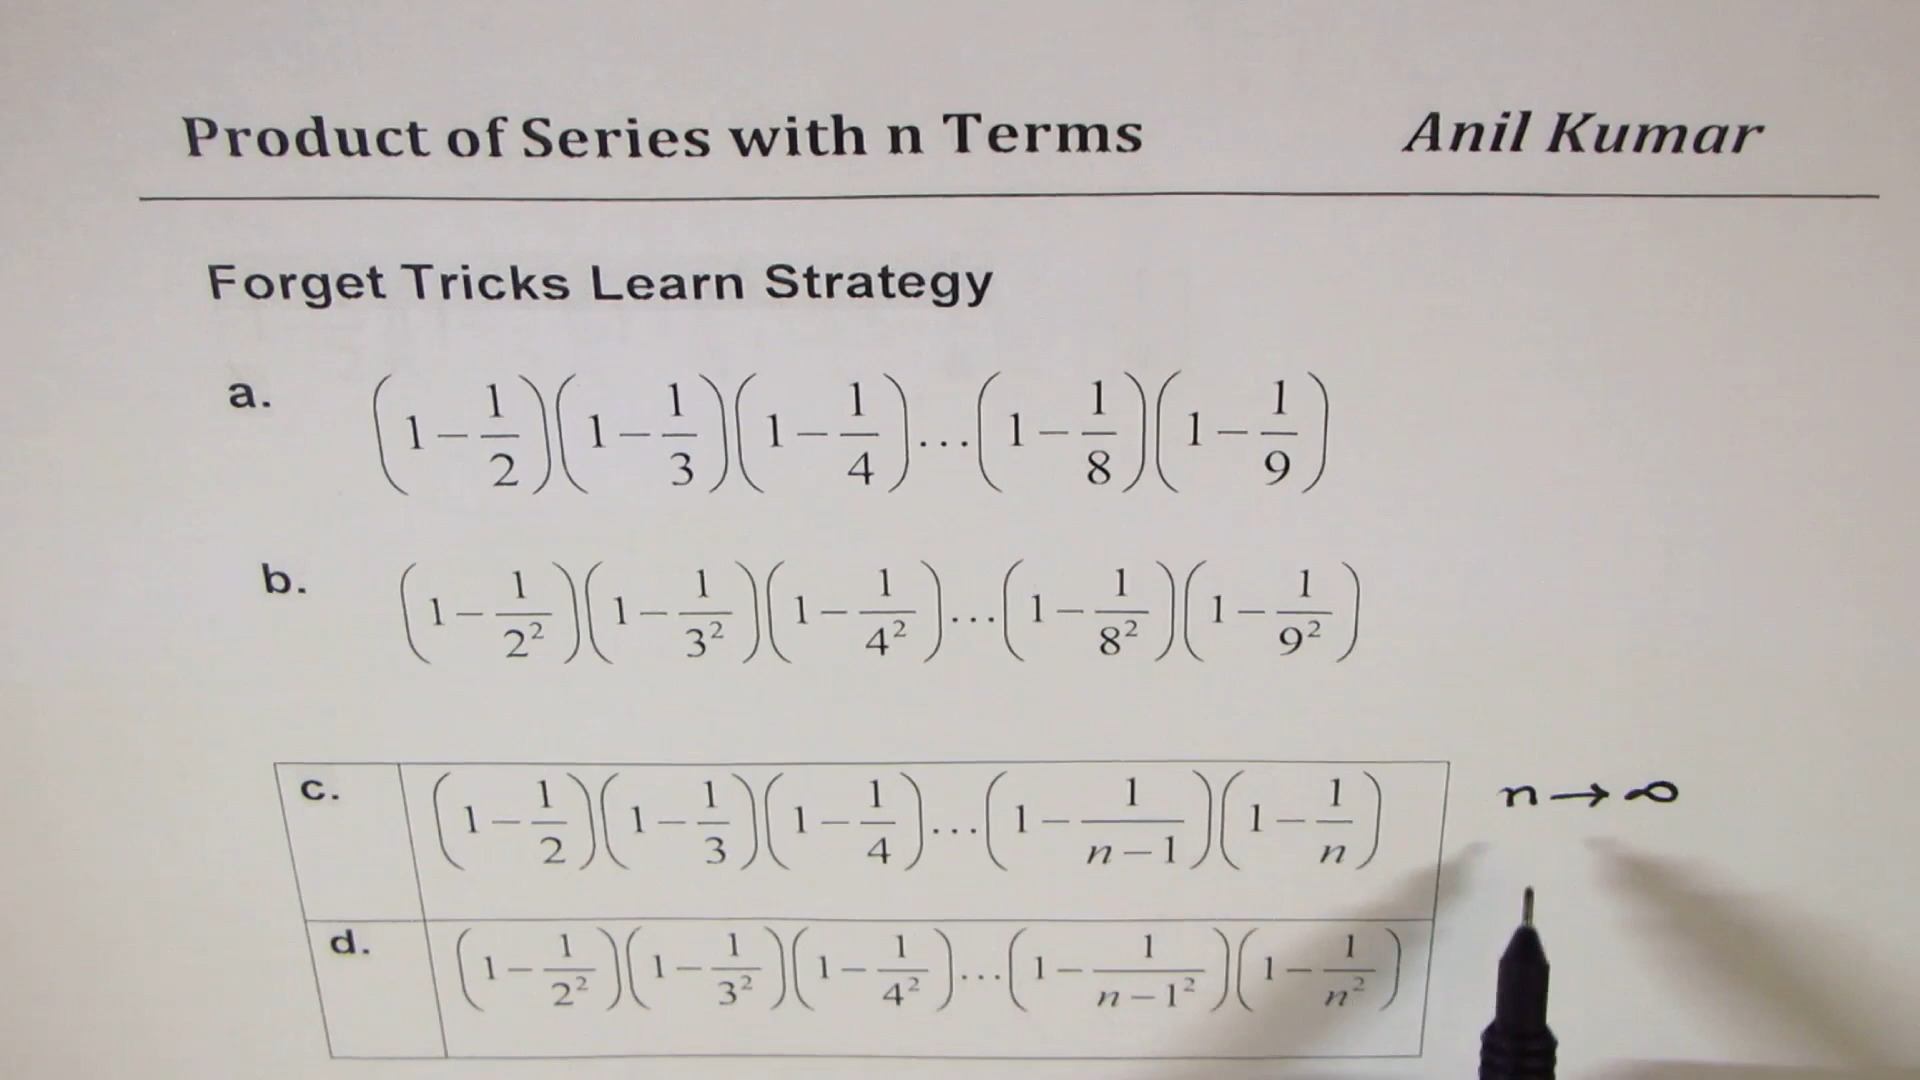 Product of Series with n Terms Anil Kumar
Forget Tricks Learn Strategy
a. (1 − 1/2)(1 − 1/3)(1 − 1/4)...(1 − 1/8)(1 − 1/9)
b. (1 − 1/2²)(1 − 1/3²)(1 − 1/4²)...(1 − 1/8²)(1 − 1/9²)
c. (1 − 1/2)(1 − 1/3)(1 − 1/4)...(1 − 1/(n−1))(1 − 1/n) n → ∞
d. (1 − 1/2²)(1 − 1/3²)(1 − 1/4²)...(1 − 1/(n−1²))(1 − 1/n²)